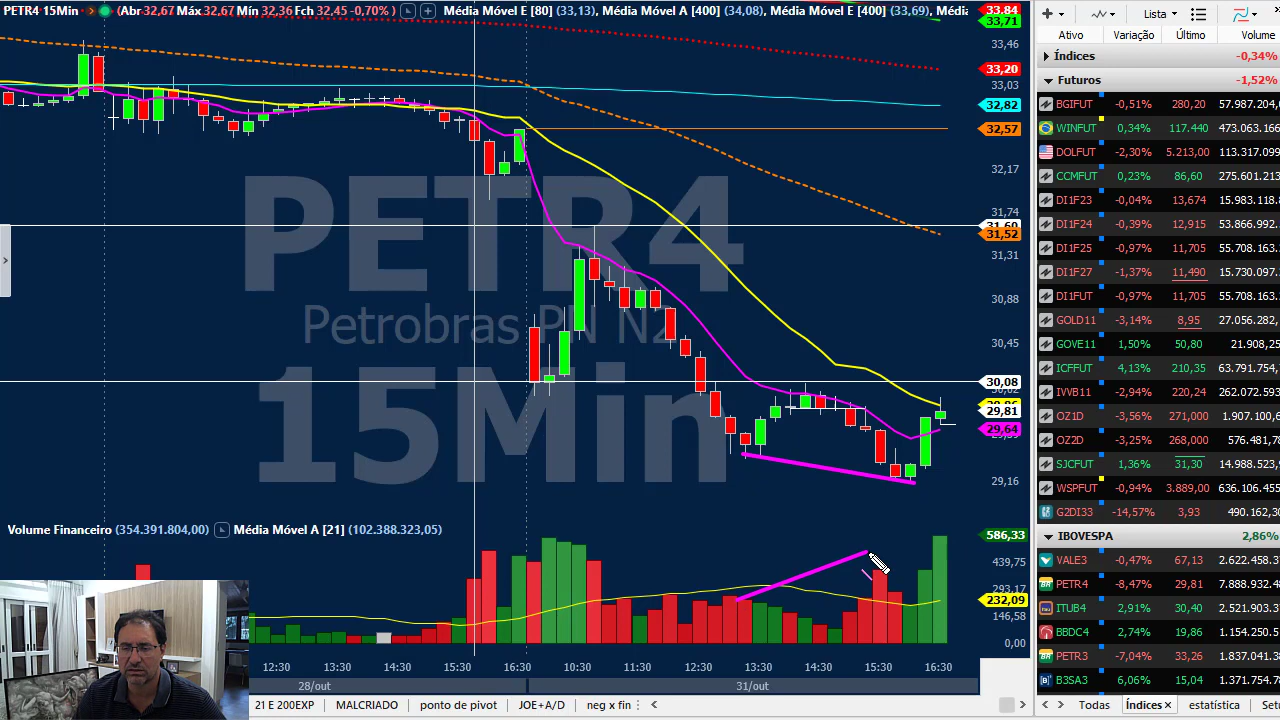 PETR4 15Min (Abr 32,67 Máx 32,67 Mín 32,36 Fch 32,45 -0,70% ) Média Móvel E [80] (33,13), Média Móvel A [400] (34,08), Média Móvel E [400] (33,69), Média
33,84
33,71
33,46
33,20
33,03
32,82
32,57
32,17
31,74
31,60
31,52
31,31
30,88
30,45
30,08
30,02
29,81
29,64
29,16
PETR4
Petrobras PN N2
15Min
Volume Financeiro (354.391.804,00) Média Móvel A [21] (102.388.323,05)
586,33
439,75
293,17
232,09
146,58
0,00
12:30 13:30 14:30 15:30 16:30 10:30 11:30 12:30 13:30 14:30 15:30 16:30
28/out 31/out
21 E 200EXP MALCRIADO ponto de pivot JOE+A/D neg x fin
Lista
Ativo Variação Último Volume
Índices -0,34%
Futuros -1,52%
BGIFUT -0,51% 280,20 57.987.204,0
WINFUT 0,34% 117.440 47.063.166.0
DOLFUT -2,30% 5.213,00 13.317.099
COMFUT 0,23% 86,60 275.601.213
DI1F23 -0,04% 13,674 15.983.118.5
DI1F24 -0,39% 12,915 53.866.992.3
DI1F25 -0,97% 11,705 55.708.163.
DI1F27 -1,37% 11,490 15.730.097.
DI1FUT -0,97% 11,705 55.708.163.
GOLD11 -3,14% 8,95 27.056.22
GOVE11 1,50% 50,80 21.908,
ICFFUT 4,13% 210,35 63.793.754,
IVVB11 -2,94% 220,24 262.172.59
OZ1D -3,56% 271,000 1.907.100,6
OZ2D -3,25% 268,000 576.481,7
SJCFUT 1,36% 31,30 14.988.523,
WSPFUT -0,94% 3.889,00 636.106.455
G2DI33 -14,57% 3,93 490.162,30
IBOVESPA 2,86%
VALE3 -0,47% 67,13 2.622.458.
PETR4 -8,47% 29,81 7.888.932.4
ITUB4 2,91% 30,40 2.521.903.
BBDC4 2,74% 19,86 1.154.250.
PETR3 -7,04% 33,26 1.837.041.3
B3SA3 6,06% 15,04 1.371.754.7
Todas Índices estatística Set